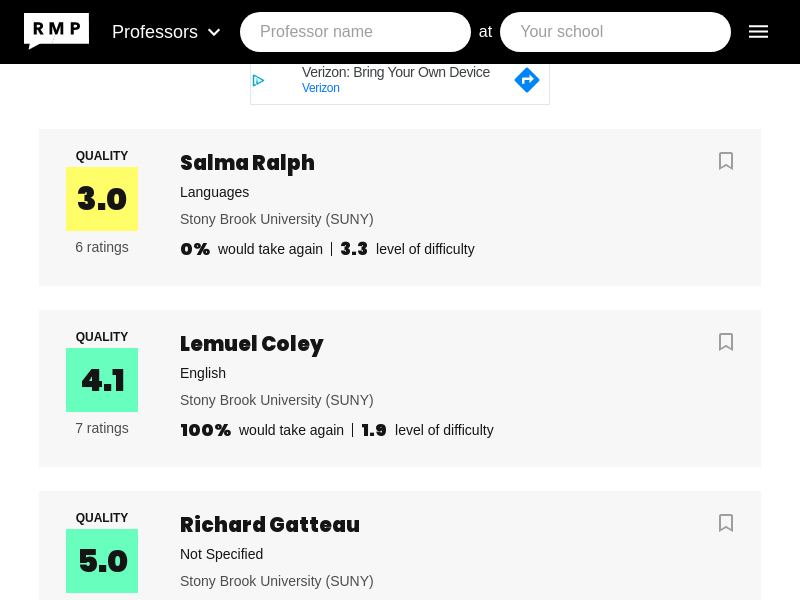 RMP Professors Professor name at Your school
Verizon: Bring Your Own Device
Verizon
QUALITY
3.0
6 ratings
Salma Ralph
Languages
Stony Brook University (SUNY)
0% would take again | 3.3 level of difficulty
QUALITY
4.1
7 ratings
Lemuel Coley
English
Stony Brook University (SUNY)
100% would take again | 1.9 level of difficulty
QUALITY
5.0
Richard Gatteau
Not Specified
Stony Brook University (SUNY)